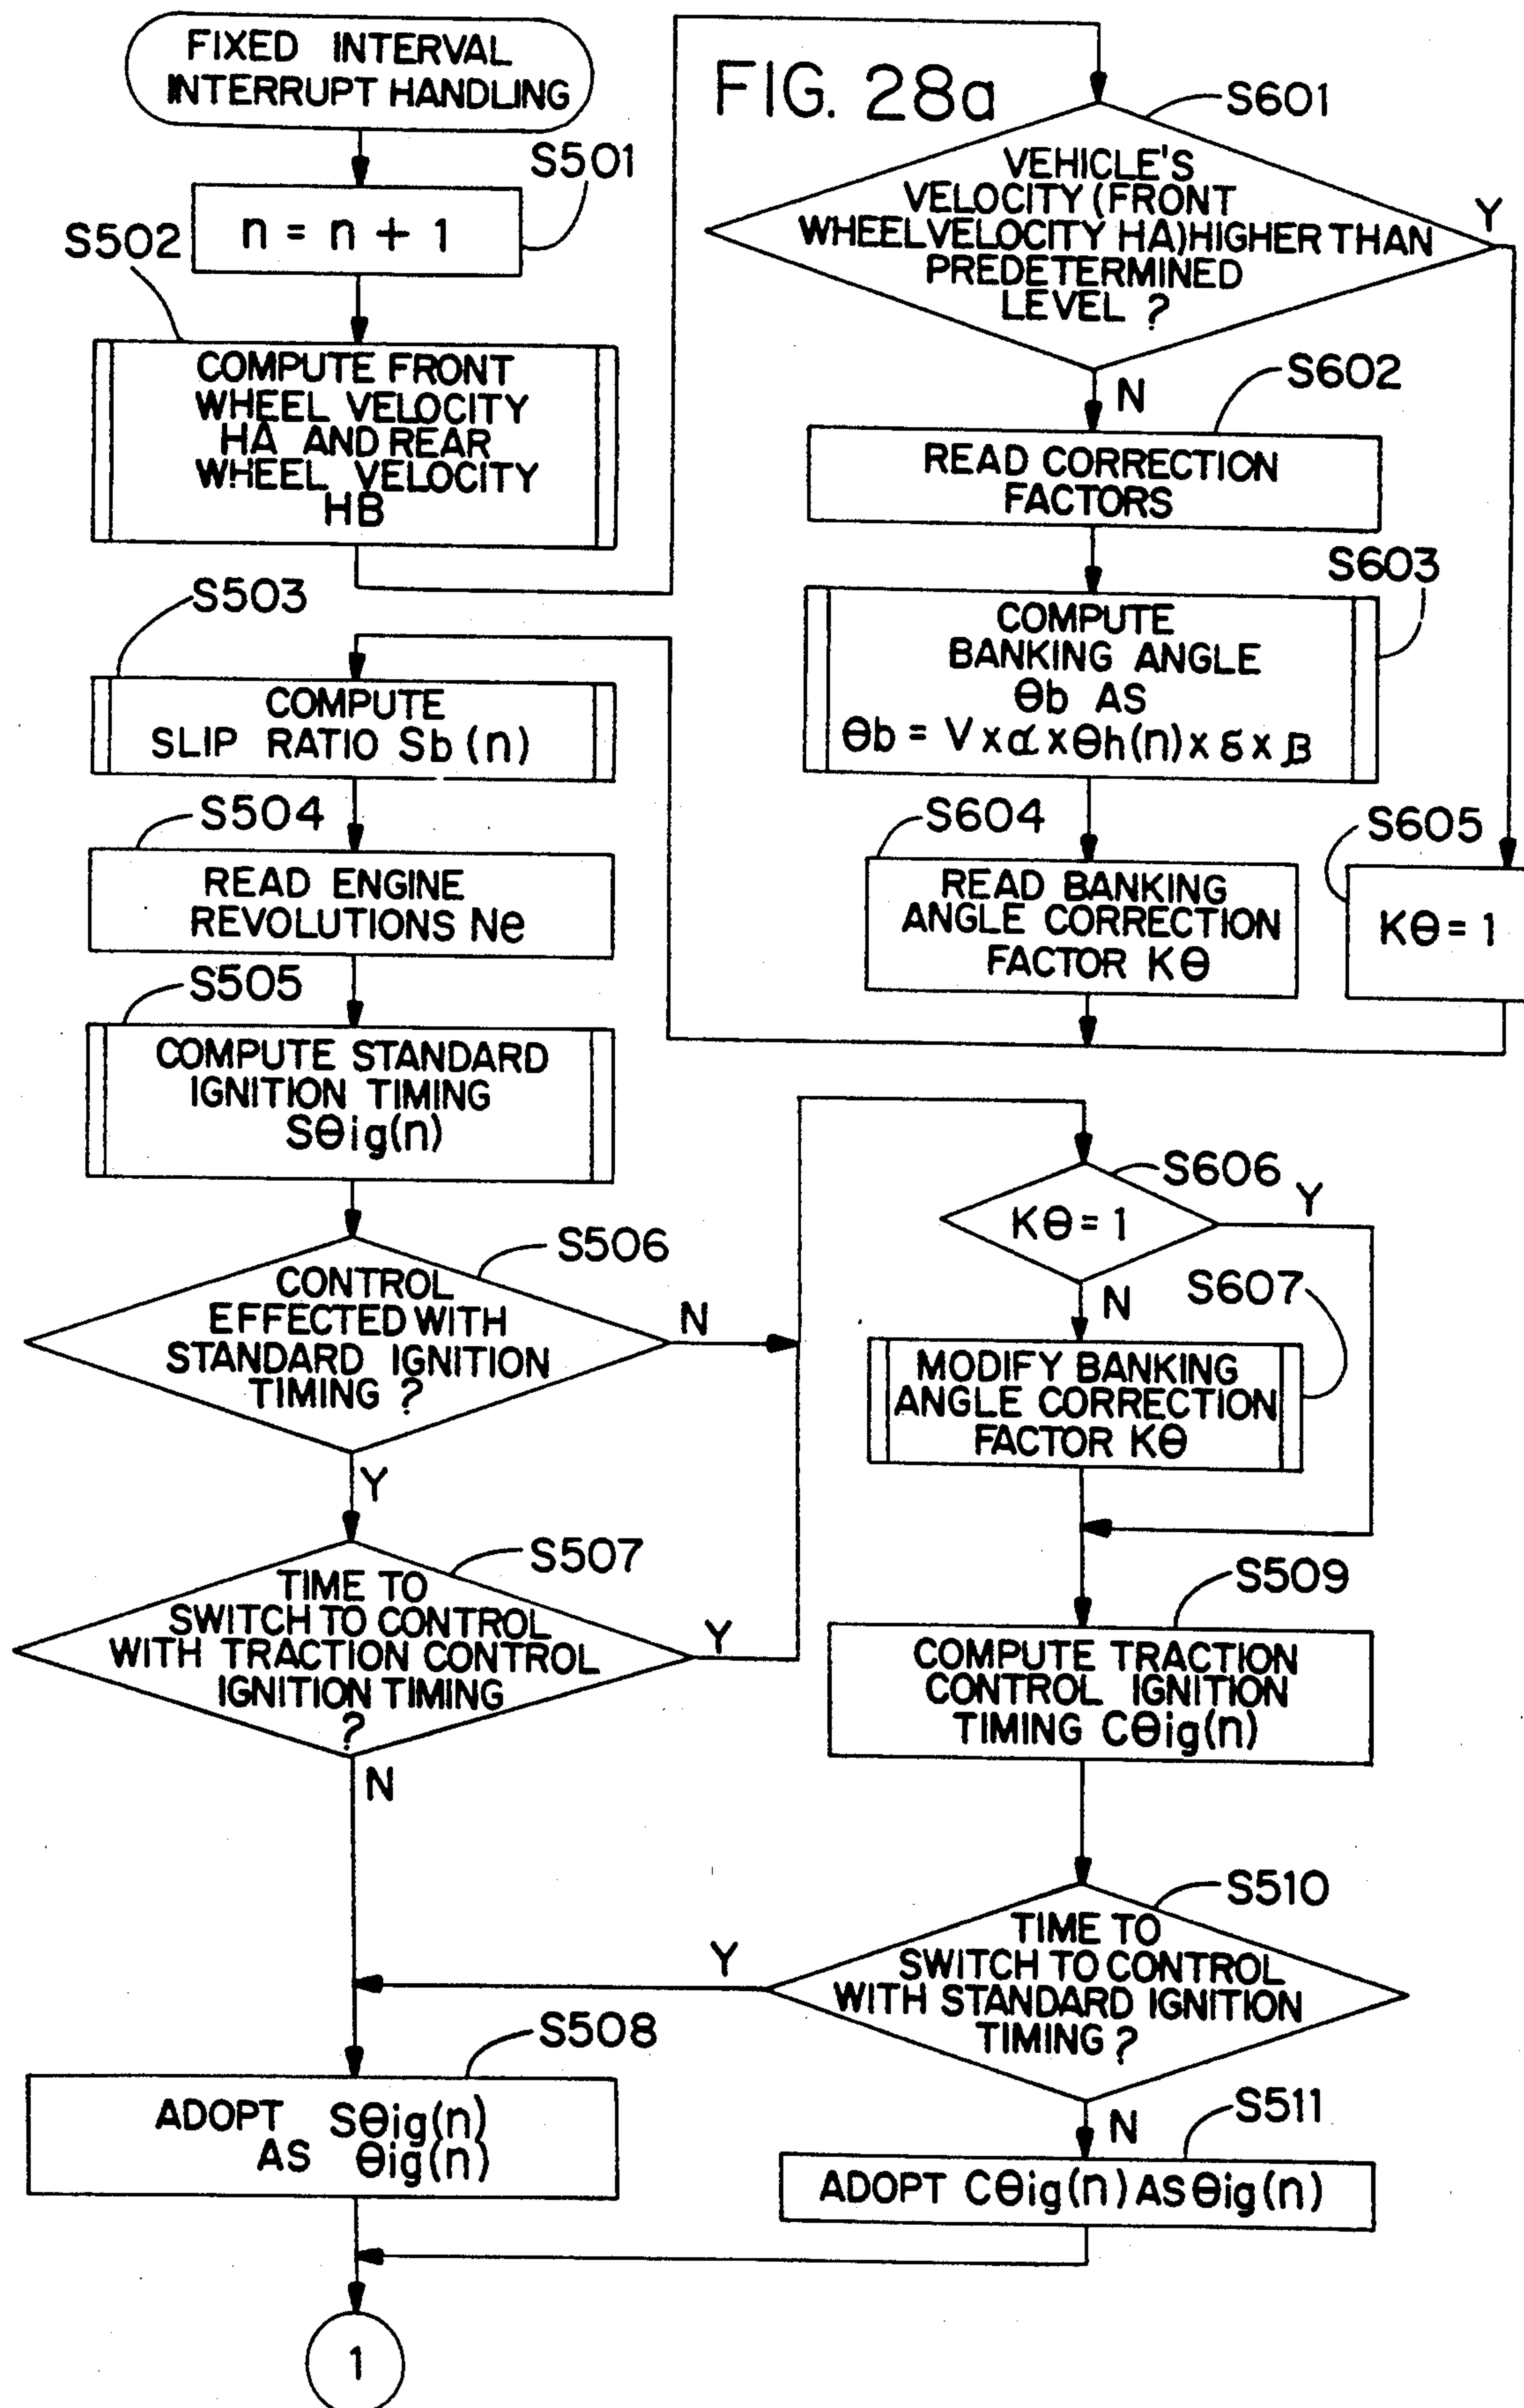 FIG. 28a
FIXED INTERVAL
INTERRUPT HANDLING
S501
n = n + 1
S502
COMPUTE FRONT
WHEEL VELOCITY
HA AND REAR
WHEEL VELOCITY
HB
S601
VEHICLE'S
VELOCITY (FRONT
WHEEL VELOCITY HA) HIGHER THAN
PREDETERMINED
LEVEL ?
Y
N
S602
READ CORRECTION
FACTORS
S603
COMPUTE
BANKING ANGLE
θb AS
θb = V x α x θh(n) x δ x β
S604
READ BANKING
ANGLE CORRECTION
FACTOR Kθ
S605
Kθ = 1
S503
COMPUTE
SLIP RATIO Sb (n)
S504
READ ENGINE
REVOLUTIONS Ne
S505
COMPUTE STANDARD
IGNITION TIMING
Sθig(n)
S506
CONTROL
EFFECTED WITH
STANDARD IGNITION
TIMING ?
N
Y
S507
TIME TO
SWITCH TO CONTROL
WITH TRACTION CONTROL
IGNITION TIMING
?
Y
N
S606
Kθ = 1
Y
N
S607
MODIFY BANKING
ANGLE CORRECTION
FACTOR Kθ
S509
COMPUTE TRACTION
CONTROL IGNITION
TIMING Cθig(n)
S510
TIME TO
SWITCH TO CONTROL
WITH STANDARD IGNITION
TIMING ?
Y
N
S508
ADOPT Sθig(n)
AS θig(n)
S511
ADOPT Cθig(n) AS θig(n)
1